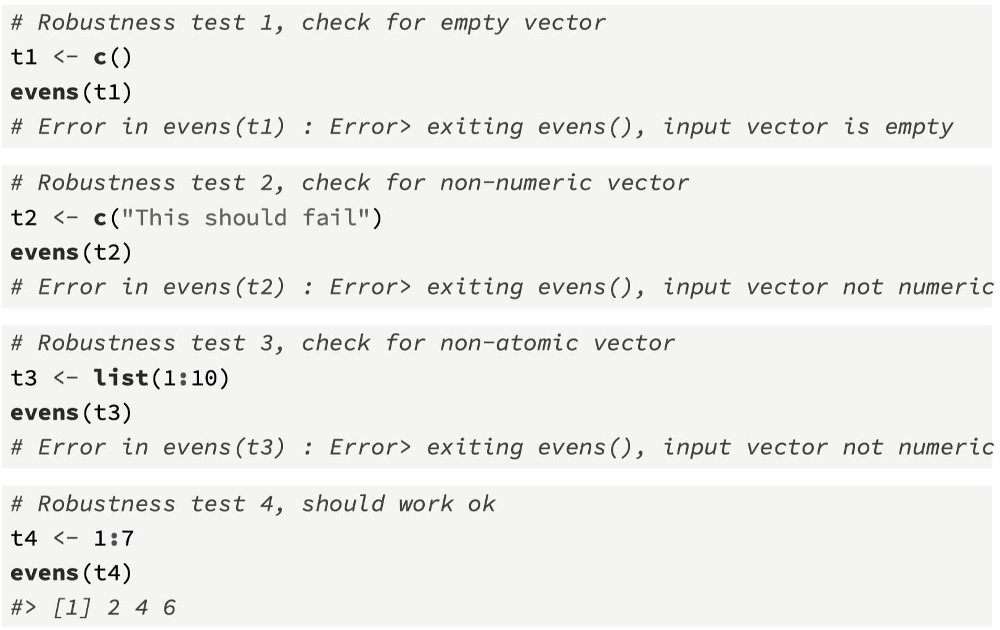 # Robustness test 1, check for empty vector
t1 <- c()
evens(t1)
# Error in evens(t1) : Error> exiting evens(), input vector is empty
# Robustness test 2, check for non-numeric vector
t2 <- c("This should fail")
evens(t2)
# Error in evens(t2) : Error> exiting evens(), input vector not numeric
# Robustness test 3, check for non-atomic vector
t3 <- list(1:10)
evens(t3)
# Error in evens(t3) : Error> exiting evens(), input vector not numeric
# Robustness test 4, should work ok
t4 <- 1:7
evens(t4)
#> [1] 2 4 6